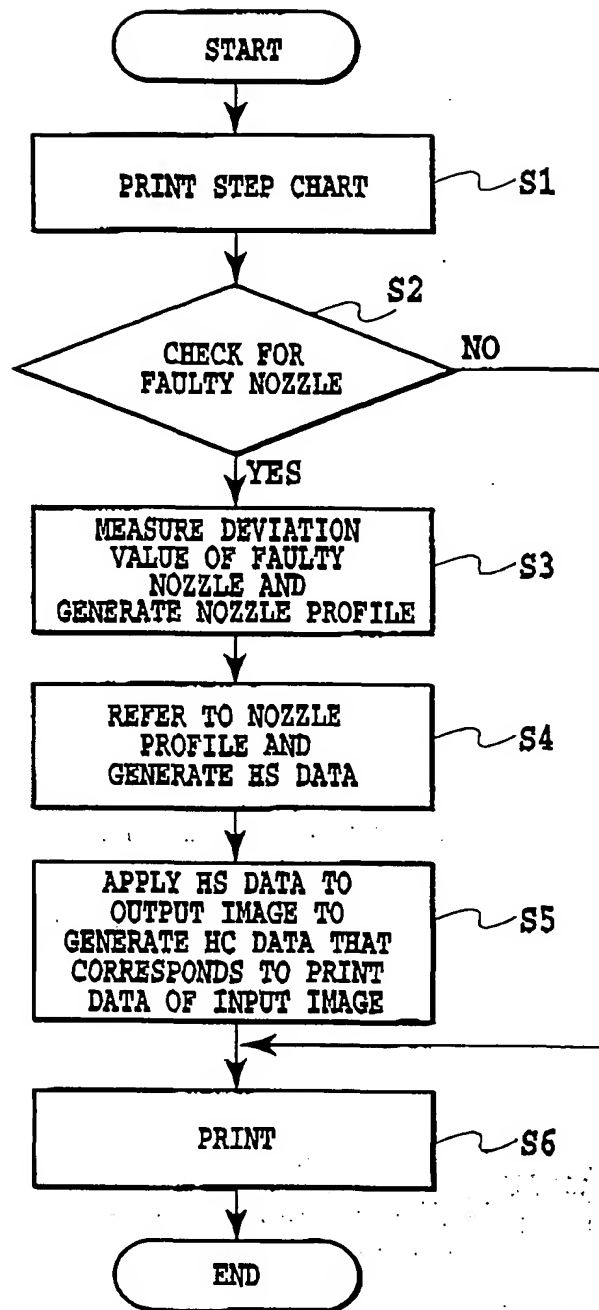 START
PRINT STEP CHART
S1
S2
CHECK FOR
FAULTY NOZZLE
NO
YES
MEASURE DEVIATION
VALUE OF FAULTY
NOZZLE AND
GENERATE NOZZLE PROFILE
S3
REFER TO NOZZLE
PROFILE AND
GENERATE HS DATA
S4
APPLY HS DATA TO
OUTPUT IMAGE TO
GENERATE HC DATA THAT
CORRESPONDS TO PRINT
DATA OF INPUT IMAGE
S5
PRINT
S6
END